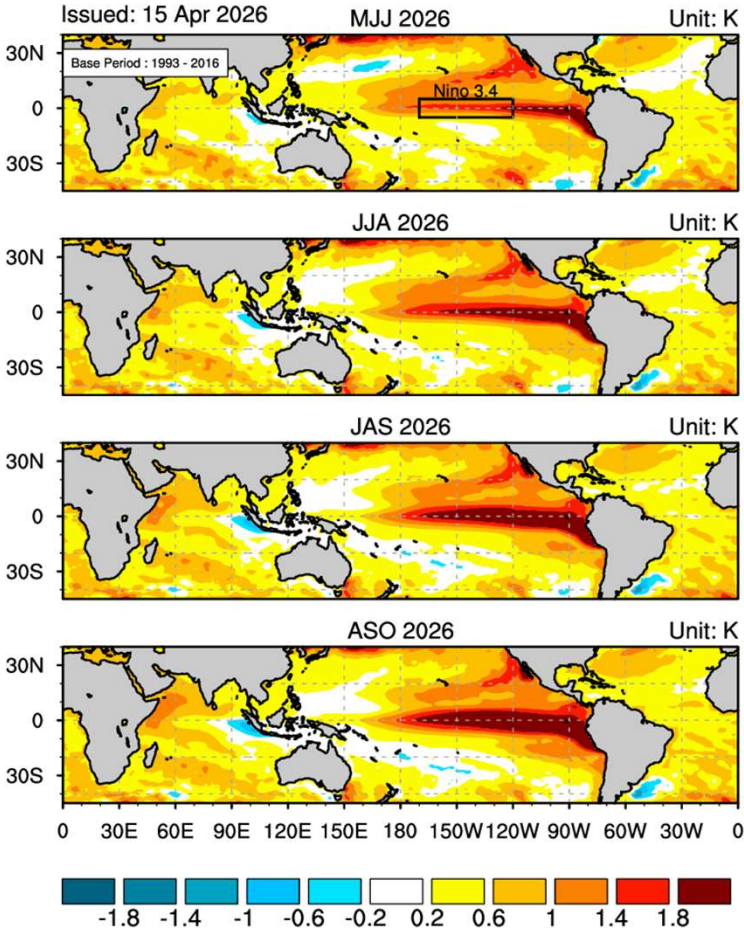 Issued: 15 Apr 2026 MJJ 2026 Unit: K
30N
Base Period : 1993 - 2016
Nino 3.4
0
30S
JJA 2026 Unit: K
30N
0
30S
JAS 2026 Unit: K
30N
0
30S
ASO 2026 Unit: K
30N
0
30S
0 30E 60E 90E 120E 150E 180 150W 120W 90W 60W 30W 0
-1.8 -1.4 -1 -0.6 -0.2 0.2 0.6 1 1.4 1.8